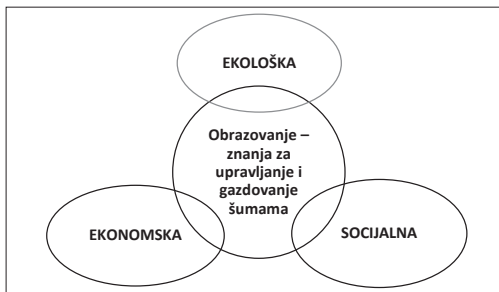 EKOLOŠKA
Obrazovanje –
znanja za
upravljanje i
gazdovanje
šumama
EKONOMSKA
SOCIJALNA